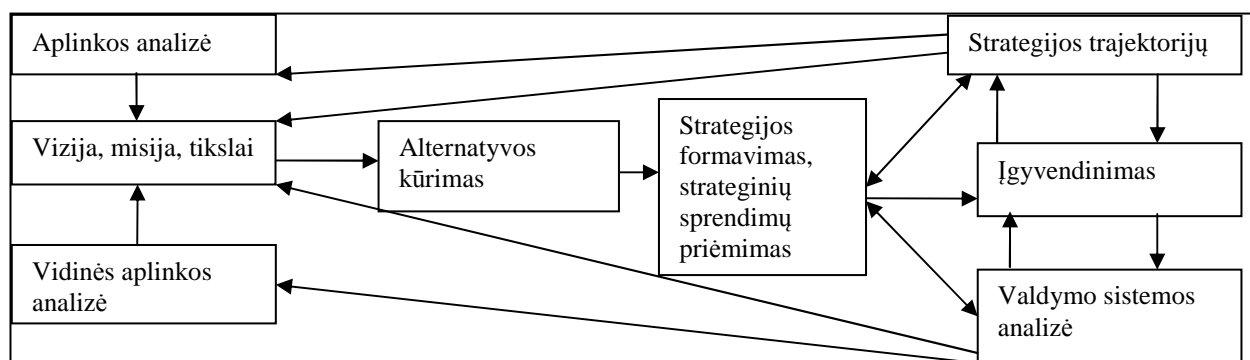 Aplinkos analizė
Vizija, misija, tikslai
Vidinės aplinkos
analizė
Alternatyvos
kūrimas
Strategijos
formavimas,
strateginių
sprendimų
priėmimas
Strategijos trajektorijų
Įgyvendinimas
Valdymo sistemos
analizė